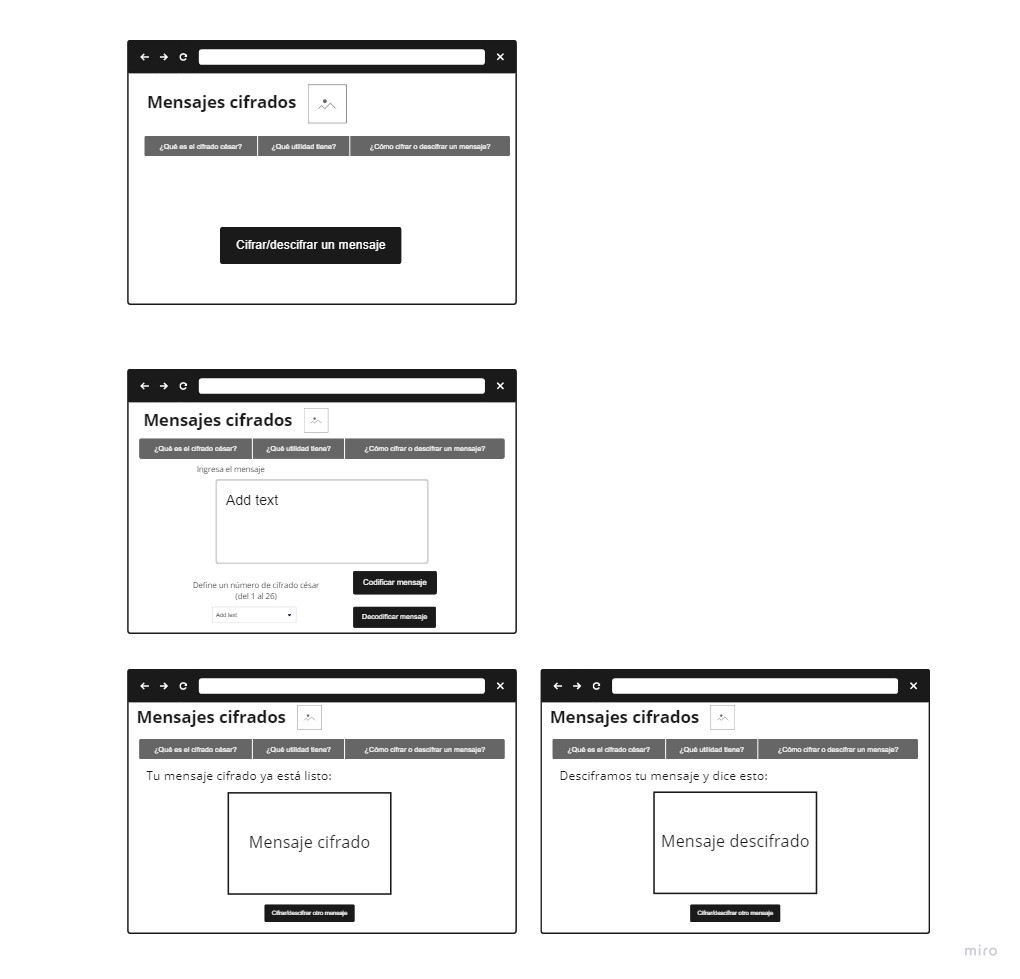 Mensajes cifrados
¿Qué es el cifrado césar? ¿Qué utilidad tiene? ¿Cómo cifrar o descifrar un mensaje?
Cifrar/descifrar un mensaje
Mensajes cifrados
¿Qué es el cifrado césar? ¿Qué utilidad tiene? ¿Cómo cifrar o descifrar un mensaje?
Ingresa el mensaje
Add text
Define un número de cifrado césar
(del 1 al 26)
Add text
Codificar mensaje
Decodificar mensaje
Mensajes cifrados
¿Qué es el cifrado césar? ¿Qué utilidad tiene? ¿Cómo cifrar o descifrar un mensaje?
Tu mensaje cifrado ya está listo:
Mensaje cifrado
Cifrar/descifrar otro mensaje
Mensajes cifrados
¿Qué es el cifrado césar? ¿Qué utilidad tiene? ¿Cómo cifrar o descifrar un mensaje?
Desciframos tu mensaje y dice esto:
Mensaje descifrado
Cifrar/descifrar otro mensaje
miro